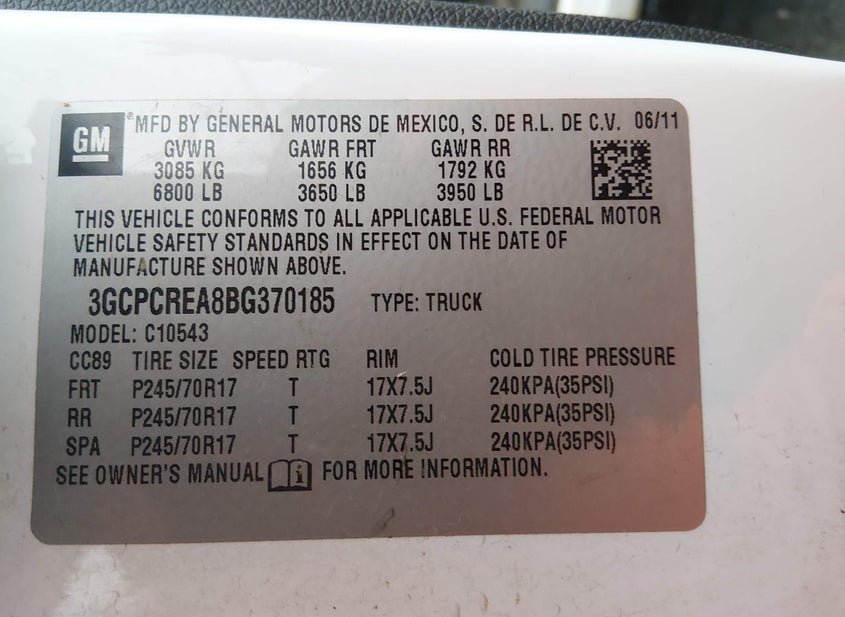 GM
® MFD BY GENERAL MOTORS DE MEXICO, S. DE R.L. DE C.V. 06/11
GVWR GAWR FRT GAWR RR
3085 KG 1656 KG 1792 KG
6800 LB 3650 LB 3950 LB
THIS VEHICLE CONFORMS TO ALL APPLICABLE U.S. FEDERAL MOTOR
VEHICLE SAFETY STANDARDS IN EFFECT ON THE DATE OF
MANUFACTURE SHOWN ABOVE.
3GCPCREA8BG370185 TYPE: TRUCK
MODEL: C10543
CC89 TIRE SIZE SPEED RTG RIM COLD TIRE PRESSURE
FRT P245/70R17 T 17X7.5J 240KPA(35PSI)
RR P245/70R17 T 17X7.5J 240KPA(35PSI)
SPA P245/70R17 T 17X7.5J 240KPA(35PSI)
SEE OWNER'S MANUAL i FOR MORE INFORMATION.